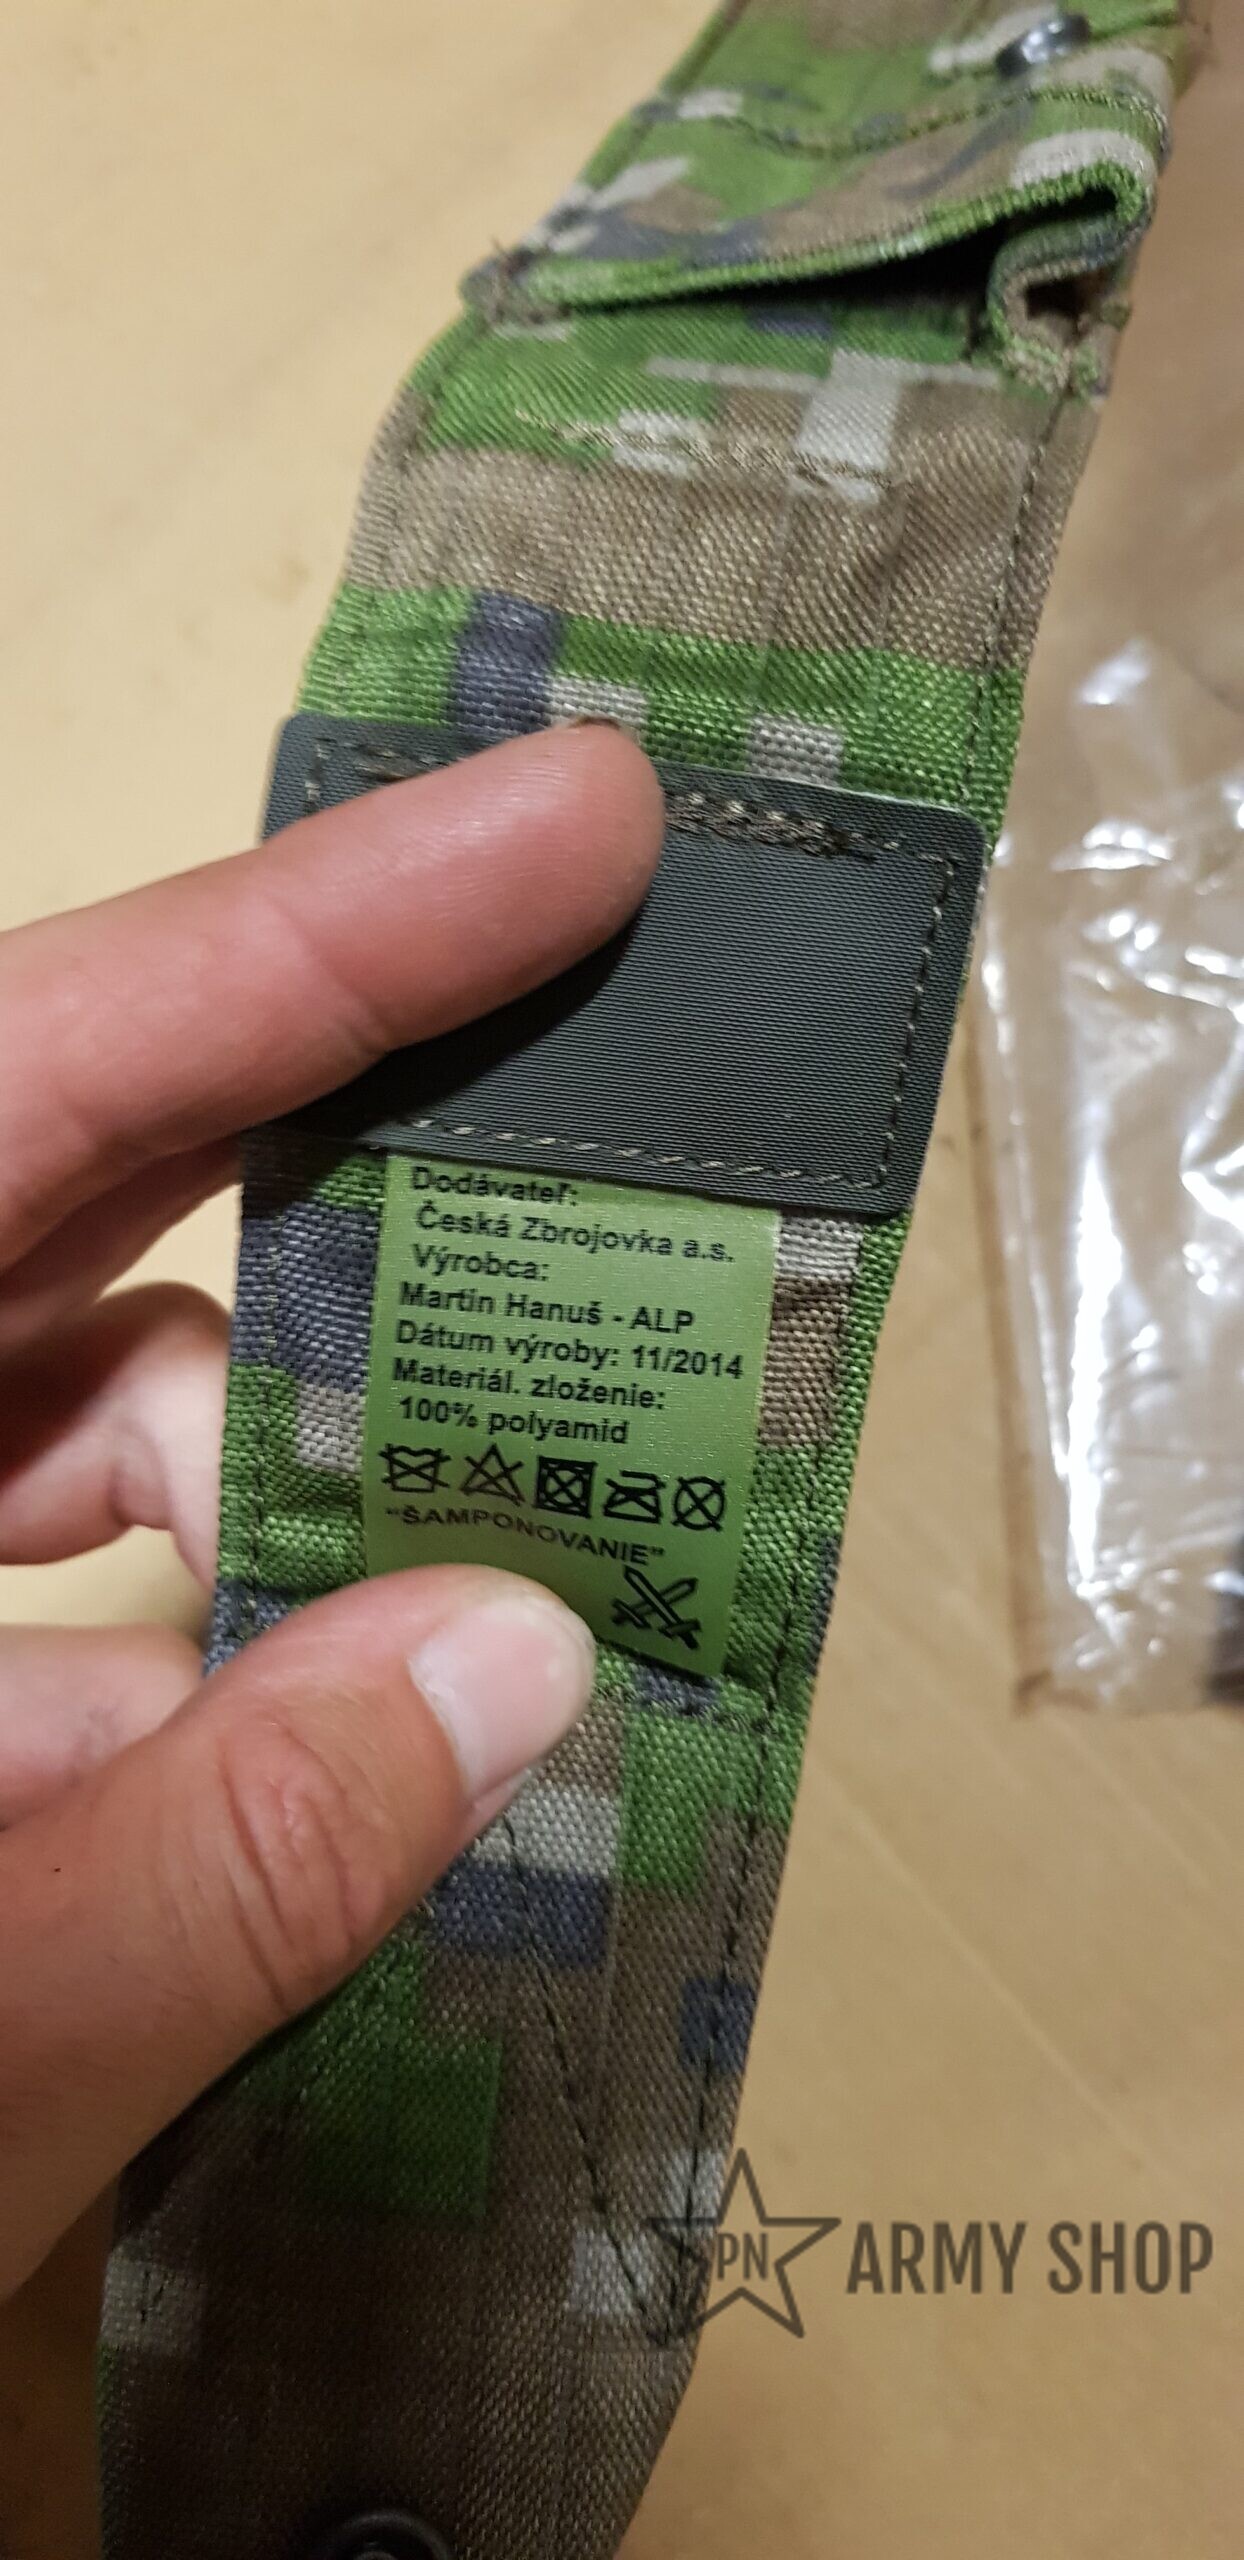 Dodávateľ:
Česká Zbrojovka a.s.
Výrobca:
Martin Hanuš - ALP
Dátum výroby: 11/2014
Materiál. zloženie:
100% polyamid
"ŠAMPONOVANIE"
PN ARMY SHOP